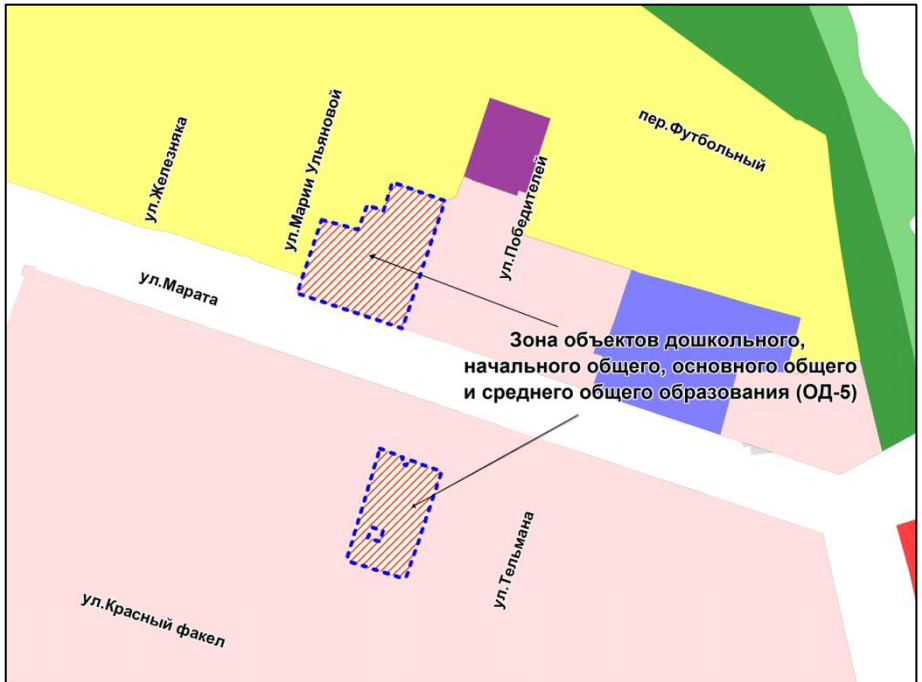 ул.Железняка
ул.Марии Ульяновой
ул.Победителей
пер.Футбольный
ул.Марата
Зона объектов дошкольного,
начального общего, основного общего
и среднего общего образования (ОД-5)
ул.Тельмана
ул.Красный факел